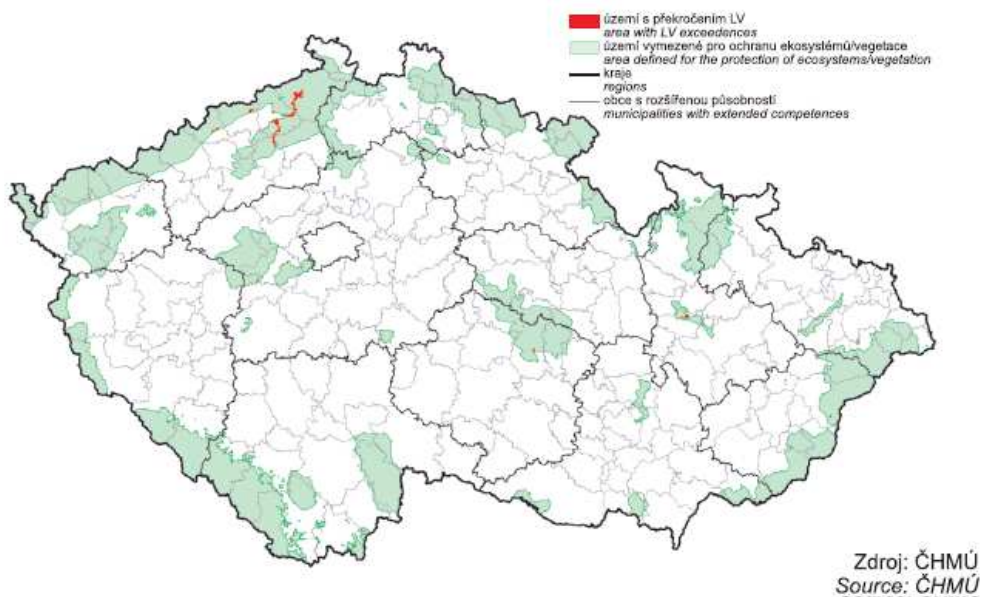 území s překročením LV
area with LV exceedences
území vymezené pro ochranu ekosystémů/vegetace
area defined for the protection of ecosystems/vegetation
kraje
regions
obce s rozšířenou působností
municipalities with extended competences
Zdroj: ČHMÚ
Source: ČHMÚ